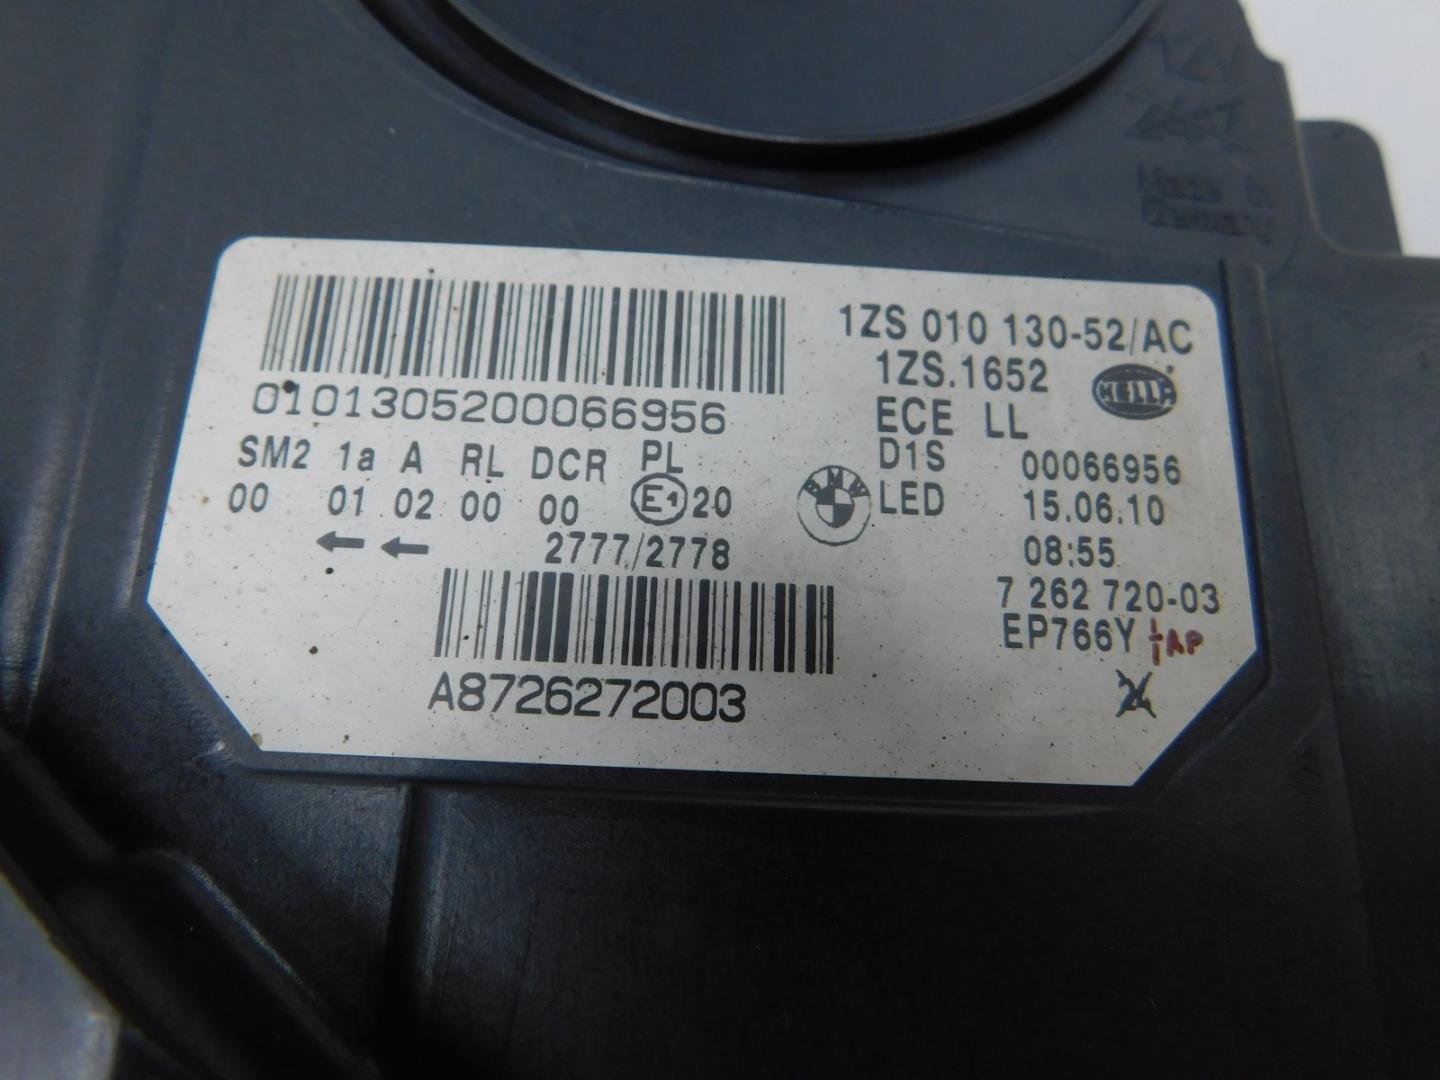 Made in
Germany
1ZS 010 130-52/AC
1ZS.1652
HELLA
0101305200066956
ECE LL
SM2 1a A RL DCR PL
D1S 00066956
00 01 02 00 00 E1 20
BMW
LED 15.06.10
← ← 2777/2778
08:55
7 262 720-03
EP766Y
A8726272003